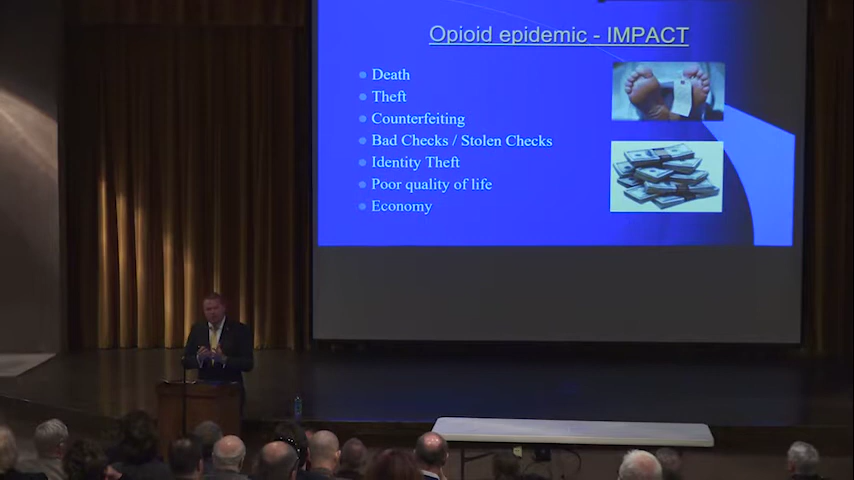 Opioid epidemic - IMPACT
Death
Theft
Counterfeiting
Bad Checks / Stolen Checks
Identity Theft
Poor quality of life
Economy